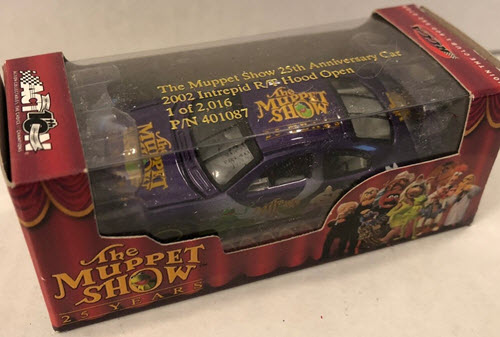 The Muppet Show 25th Anniversary Car
2002 Intrepid R/T Hood Open
1 of 2,016
P/N 401087
The
MUPPET
SHOW
The
MUPPET
SHOW
ACTION
The
MUPPET
SHOW
25 YEARS